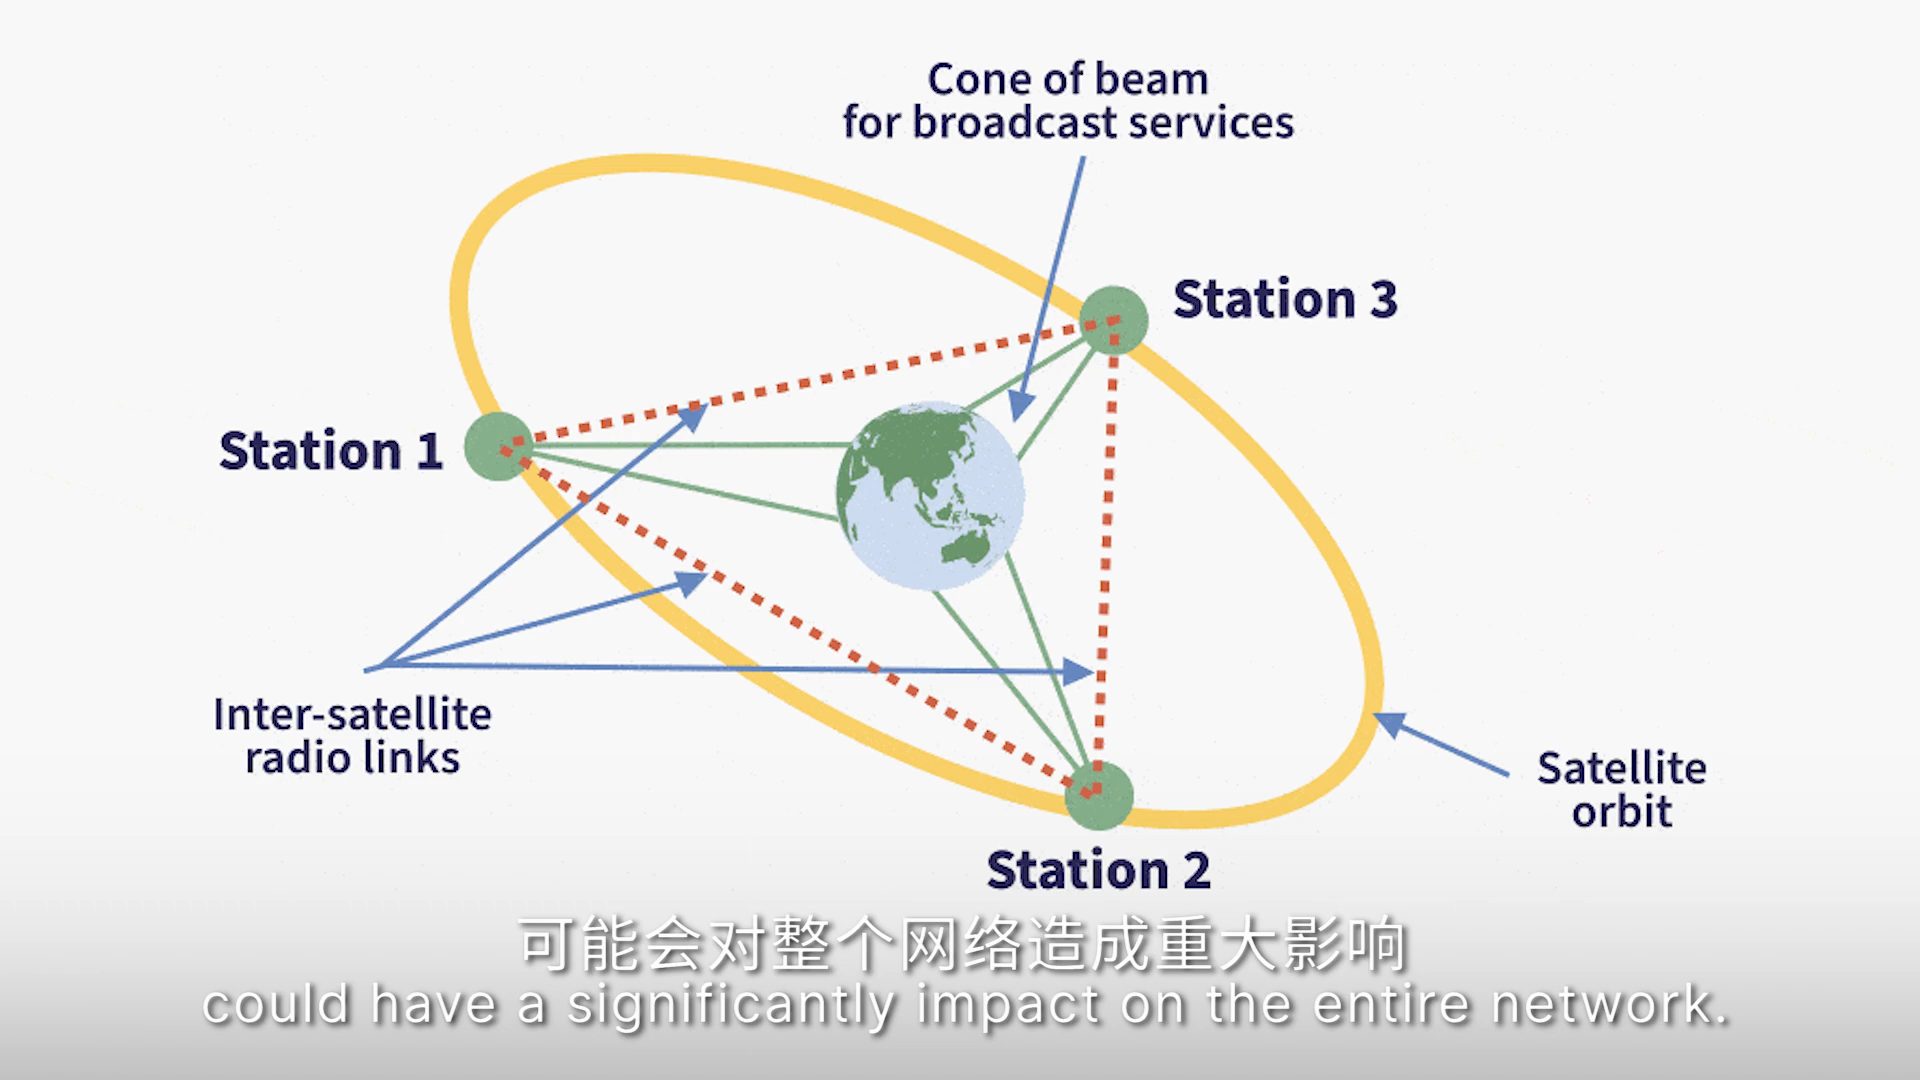 Cone of beam
for broadcast services
Station 3
Station 1
Inter-satellite
radio links
Satellite
orbit
Station 2
可能会对整个网络造成重大影响
could have a significantly impact on the entire network.